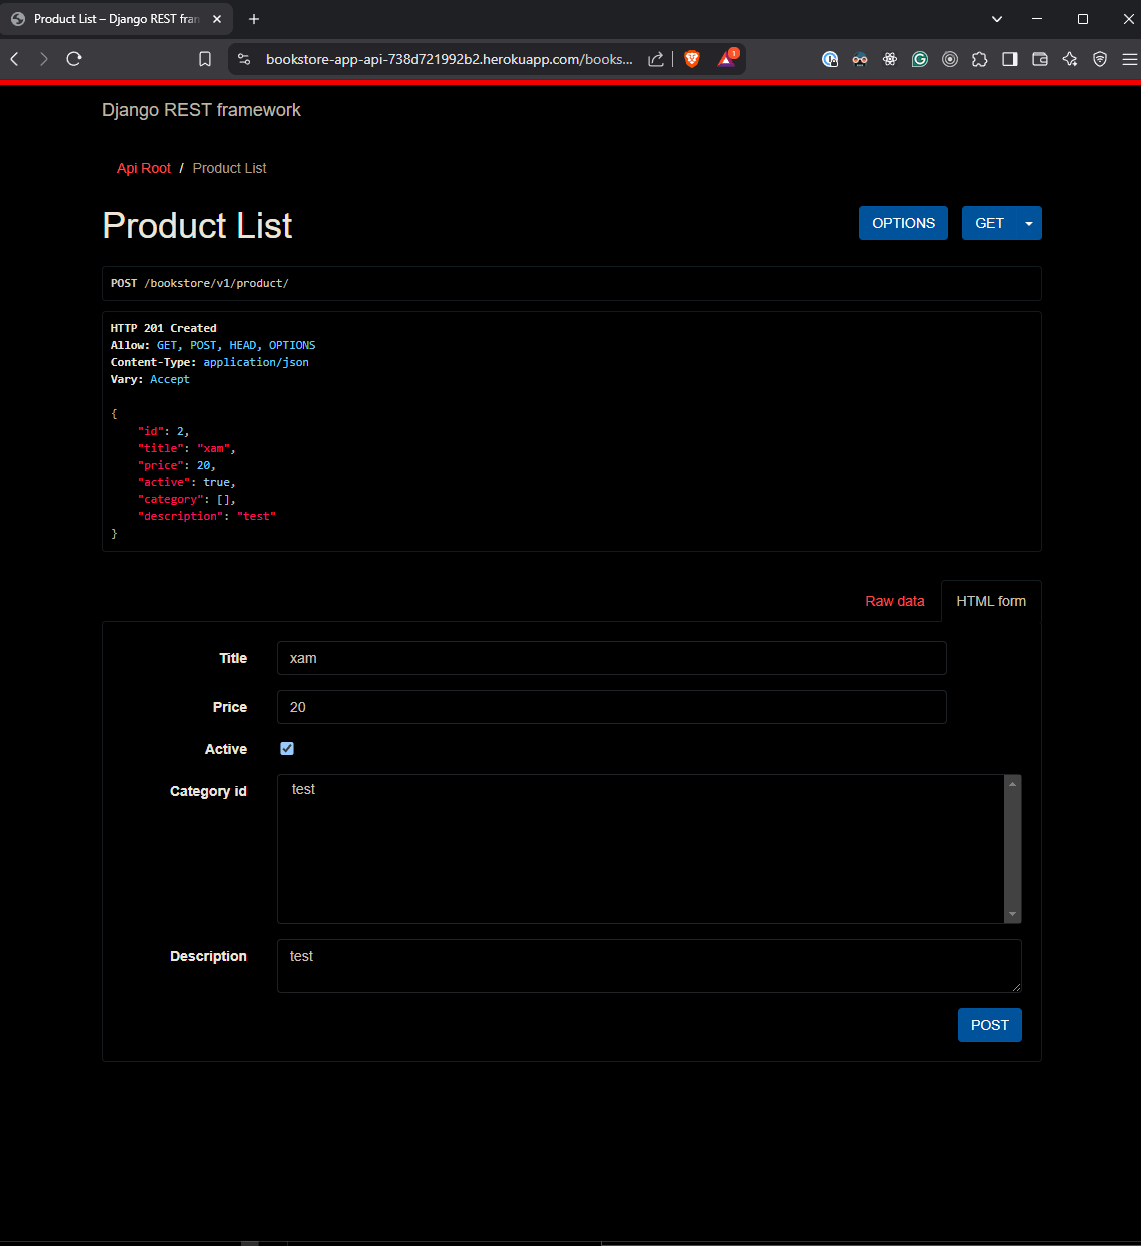 Product List – Django REST fran
bookstore-app-api-738d721992b2.herokuapp.com/books...
1
Django REST framework
Api Root / Product List
Product List
OPTIONS
GET
POST /bookstore/v1/product/
HTTP 201 Created
Allow: GET, POST, HEAD, OPTIONS
Content-Type: application/json
Vary: Accept
{
    "id": 2,
    "title": "xam",
    "price": 20,
    "active": true,
    "category": [],
    "description": "test"
}
Raw data
HTML form
Title
xam
Price
20
Active
Category id
test
Description
test
POST